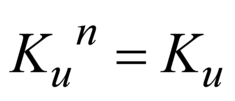 K_u^n = K_u